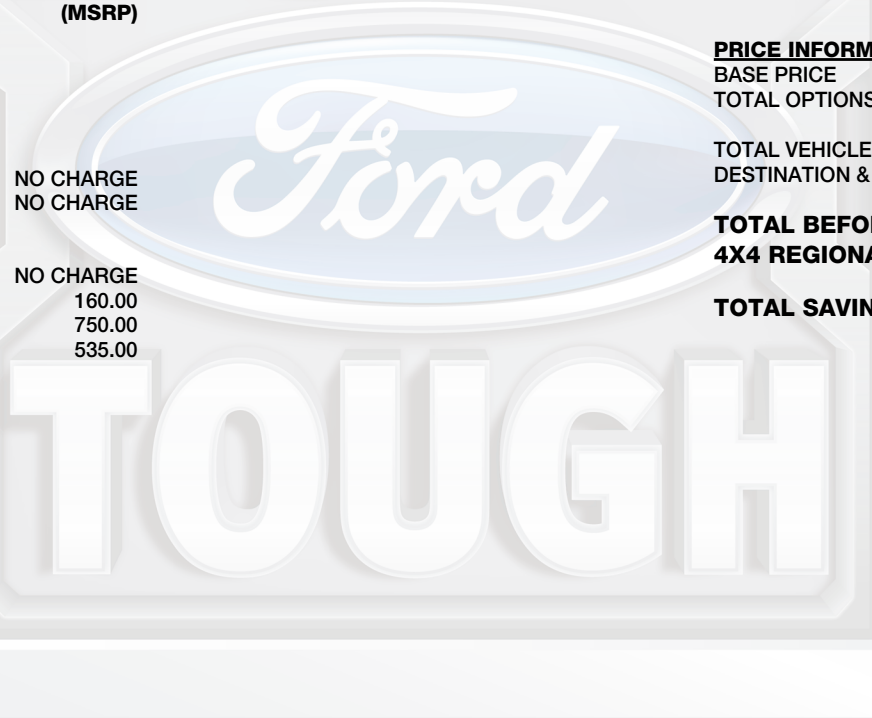 (MSRP)
NO CHARGE
NO CHARGE
NO CHARGE
160.00
750.00
535.00
PRICE INFORM
BASE PRICE
TOTAL OPTIONS
TOTAL VEHICLE
DESTINATION &
TOTAL BEFO
4X4 REGIONA
TOTAL SAVIN
Ford
TOUGH